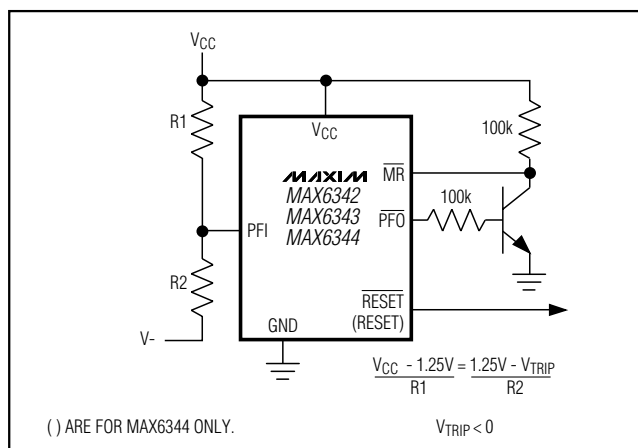 VCC
R1
100k
VCC
MAXIM
MR
MAX6342
100k
MAX6343
PFO
MAX6344
PFI
R2
RESET
(RESET)
GND
V-
VCC - 1.25V = 1.25V - VTRIP
R1 R2
( ) ARE FOR MAX6344 ONLY.
VTRIP < 0